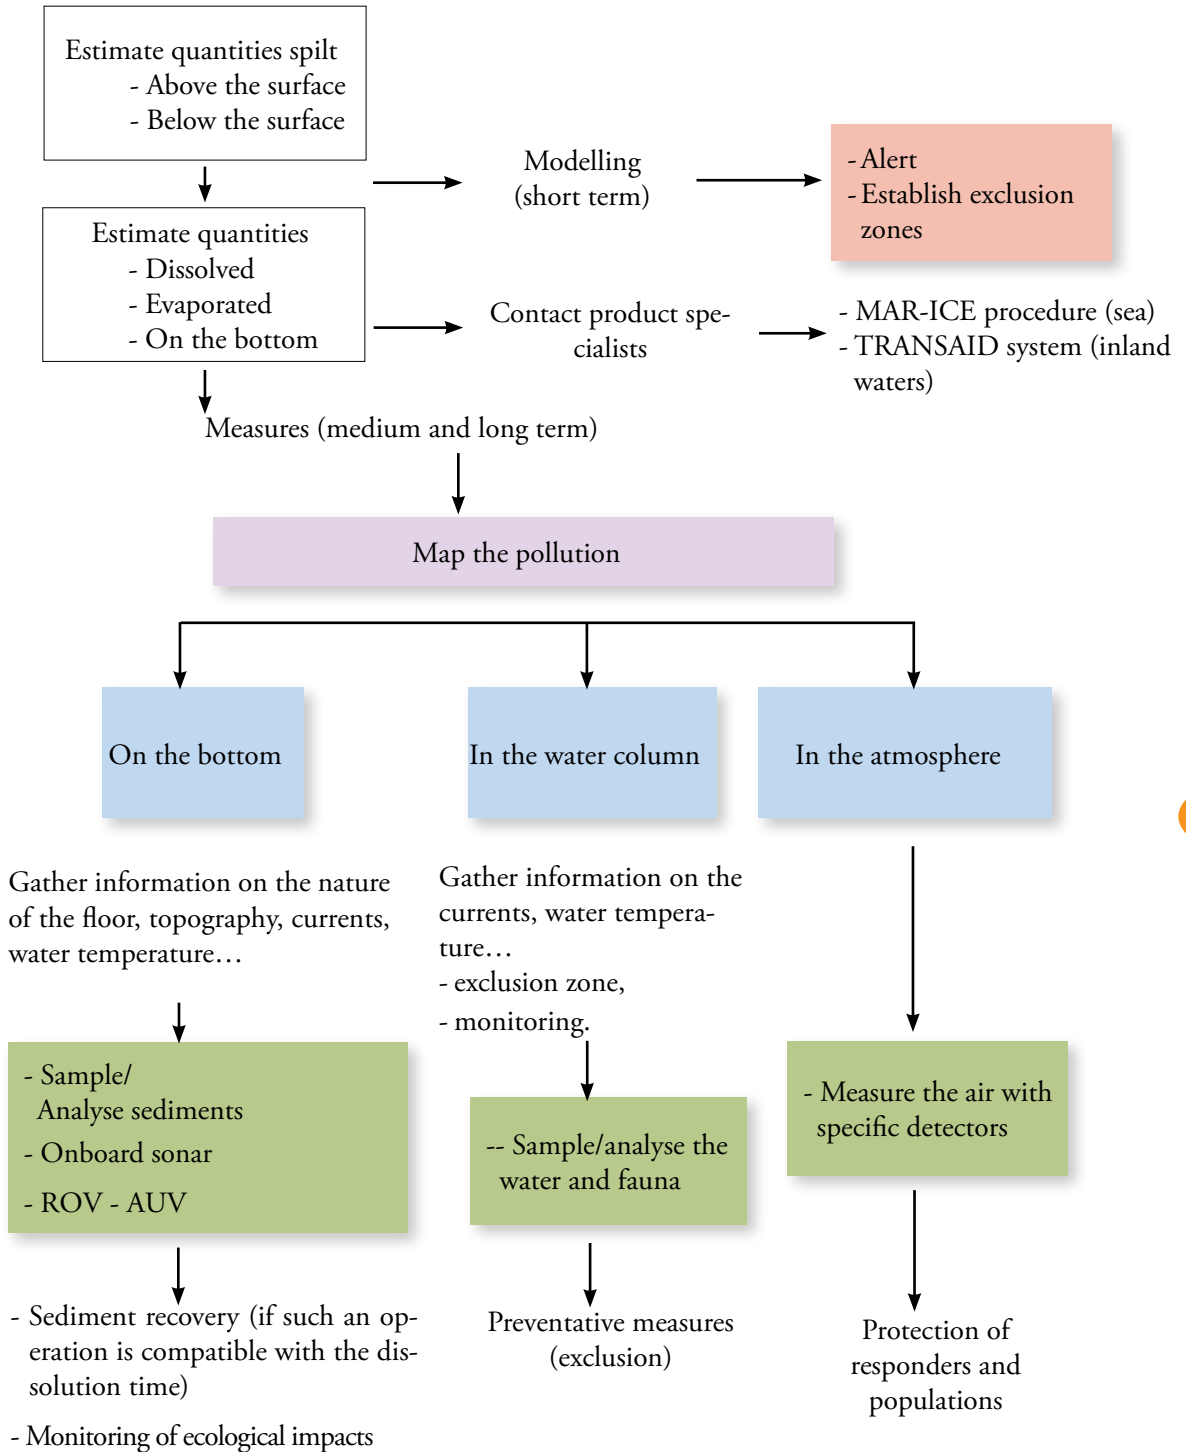 Estimate quantities spilt
- Above the surface
- Below the surface
Modelling
(short term)
- Alert
- Establish exclusion
zones
Estimate quantities
- Dissolved
- Evaporated
- On the bottom
Contact product spe-
cialists
- MAR-ICE procedure (sea)
- TRANSAID system (inland
waters)
Measures (medium and long term)
Map the pollution
On the bottom
In the water column
In the atmosphere
Gather information on the nature
of the floor, topography, currents,
water temperature…
Gather information on the
currents, water tempera-
ture…
- exclusion zone,
- monitoring.
- Sample/
Analyse sediments
- Onboard sonar
- ROV - AUV
-- Sample/analyse the
water and fauna
- Measure the air with
specific detectors
- Sediment recovery (if such an op-
eration is compatible with the dis-
solution time)
- Monitoring of ecological impacts
Preventative measures
(exclusion)
Protection of
responders and
populations